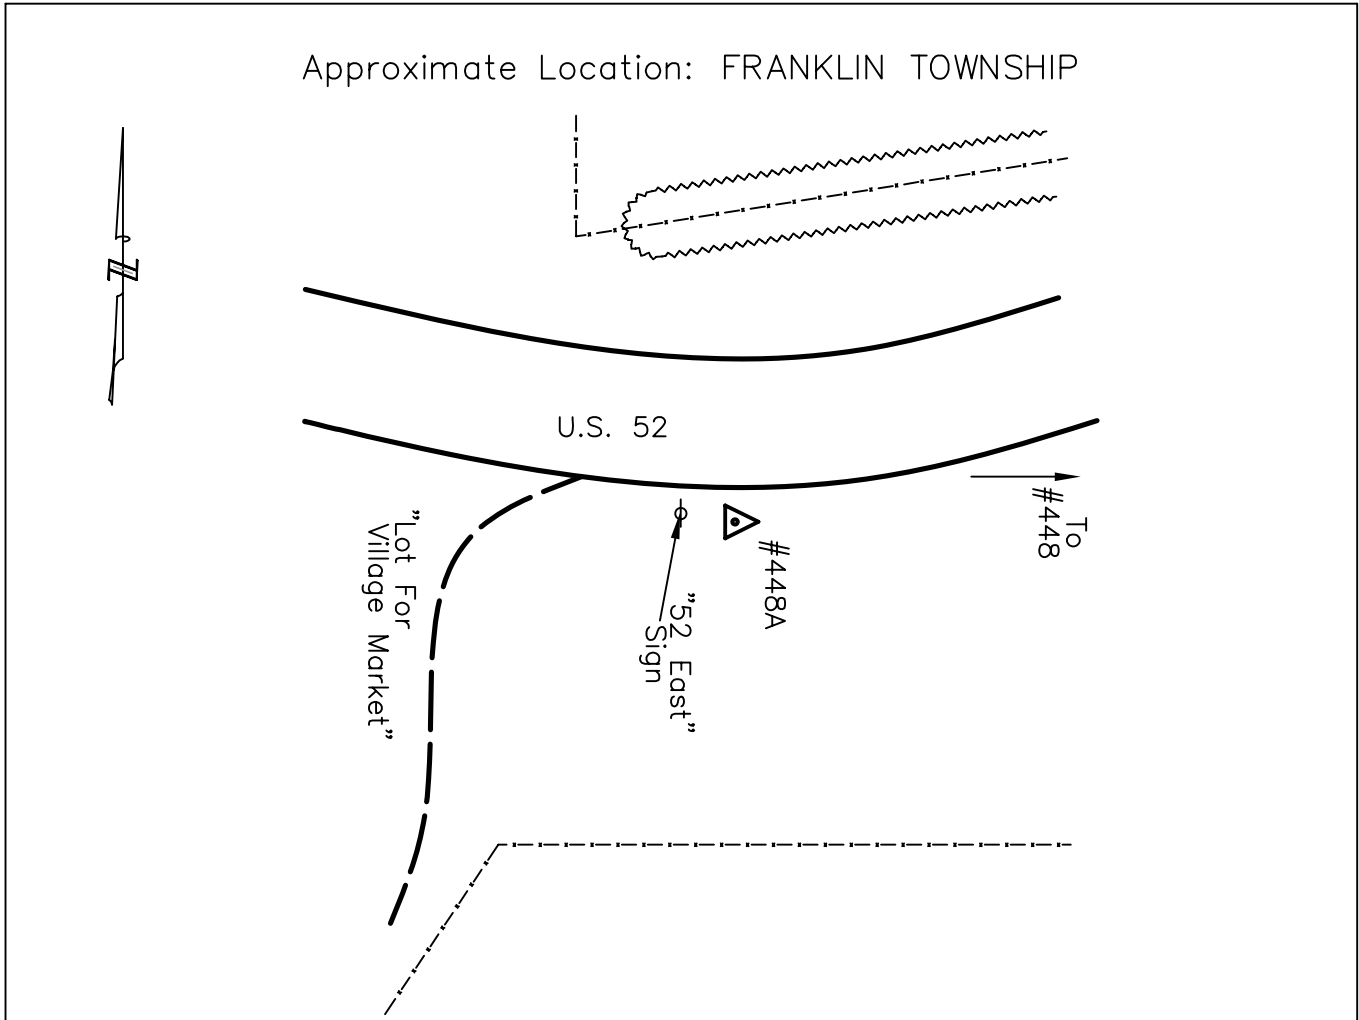 Approximate Location: FRANKLIN TOWNSHIP
N
U.S. 52
To
#448
#448A
"52 East"
Sign
"Lot For
Village Market"